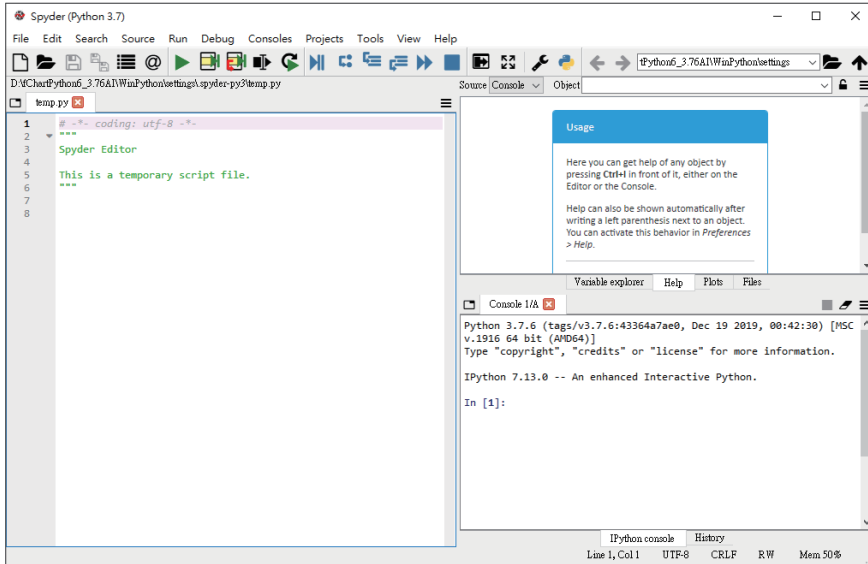 Spyder (Python 3.7)
File Edit Search Source Run Debug Consoles Projects Tools View Help
tPython6_3.76AI\WinPython\settings
D:\fChartPython6_3.76AI\WinPython\settings\.spyder-py3\temp.py
Source Console Object
temp.py
1 # -*- coding: utf-8 -*-
2 """
3 Spyder Editor
4
5 This is a temporary script file.
6 """
7
8
Usage
Here you can get help of any object by
pressing Ctrl+I in front of it, either on the
Editor or the Console.
Help can also be shown automatically after
writing a left parenthesis next to an object.
You can activate this behavior in Preferences
> Help.
Variable explorer Help Plots Files
Console 1/A
Python 3.7.6 (tags/v3.7.6:43364a7ae0, Dec 19 2019, 00:42:30) [MSC
v.1916 64 bit (AMD64)]
Type "copyright", "credits" or "license" for more information.
IPython 7.13.0 -- An enhanced Interactive Python.
In [1]:
IPython console History
Line 1, Col 1 UTF-8 CRLF RW Mem 50%